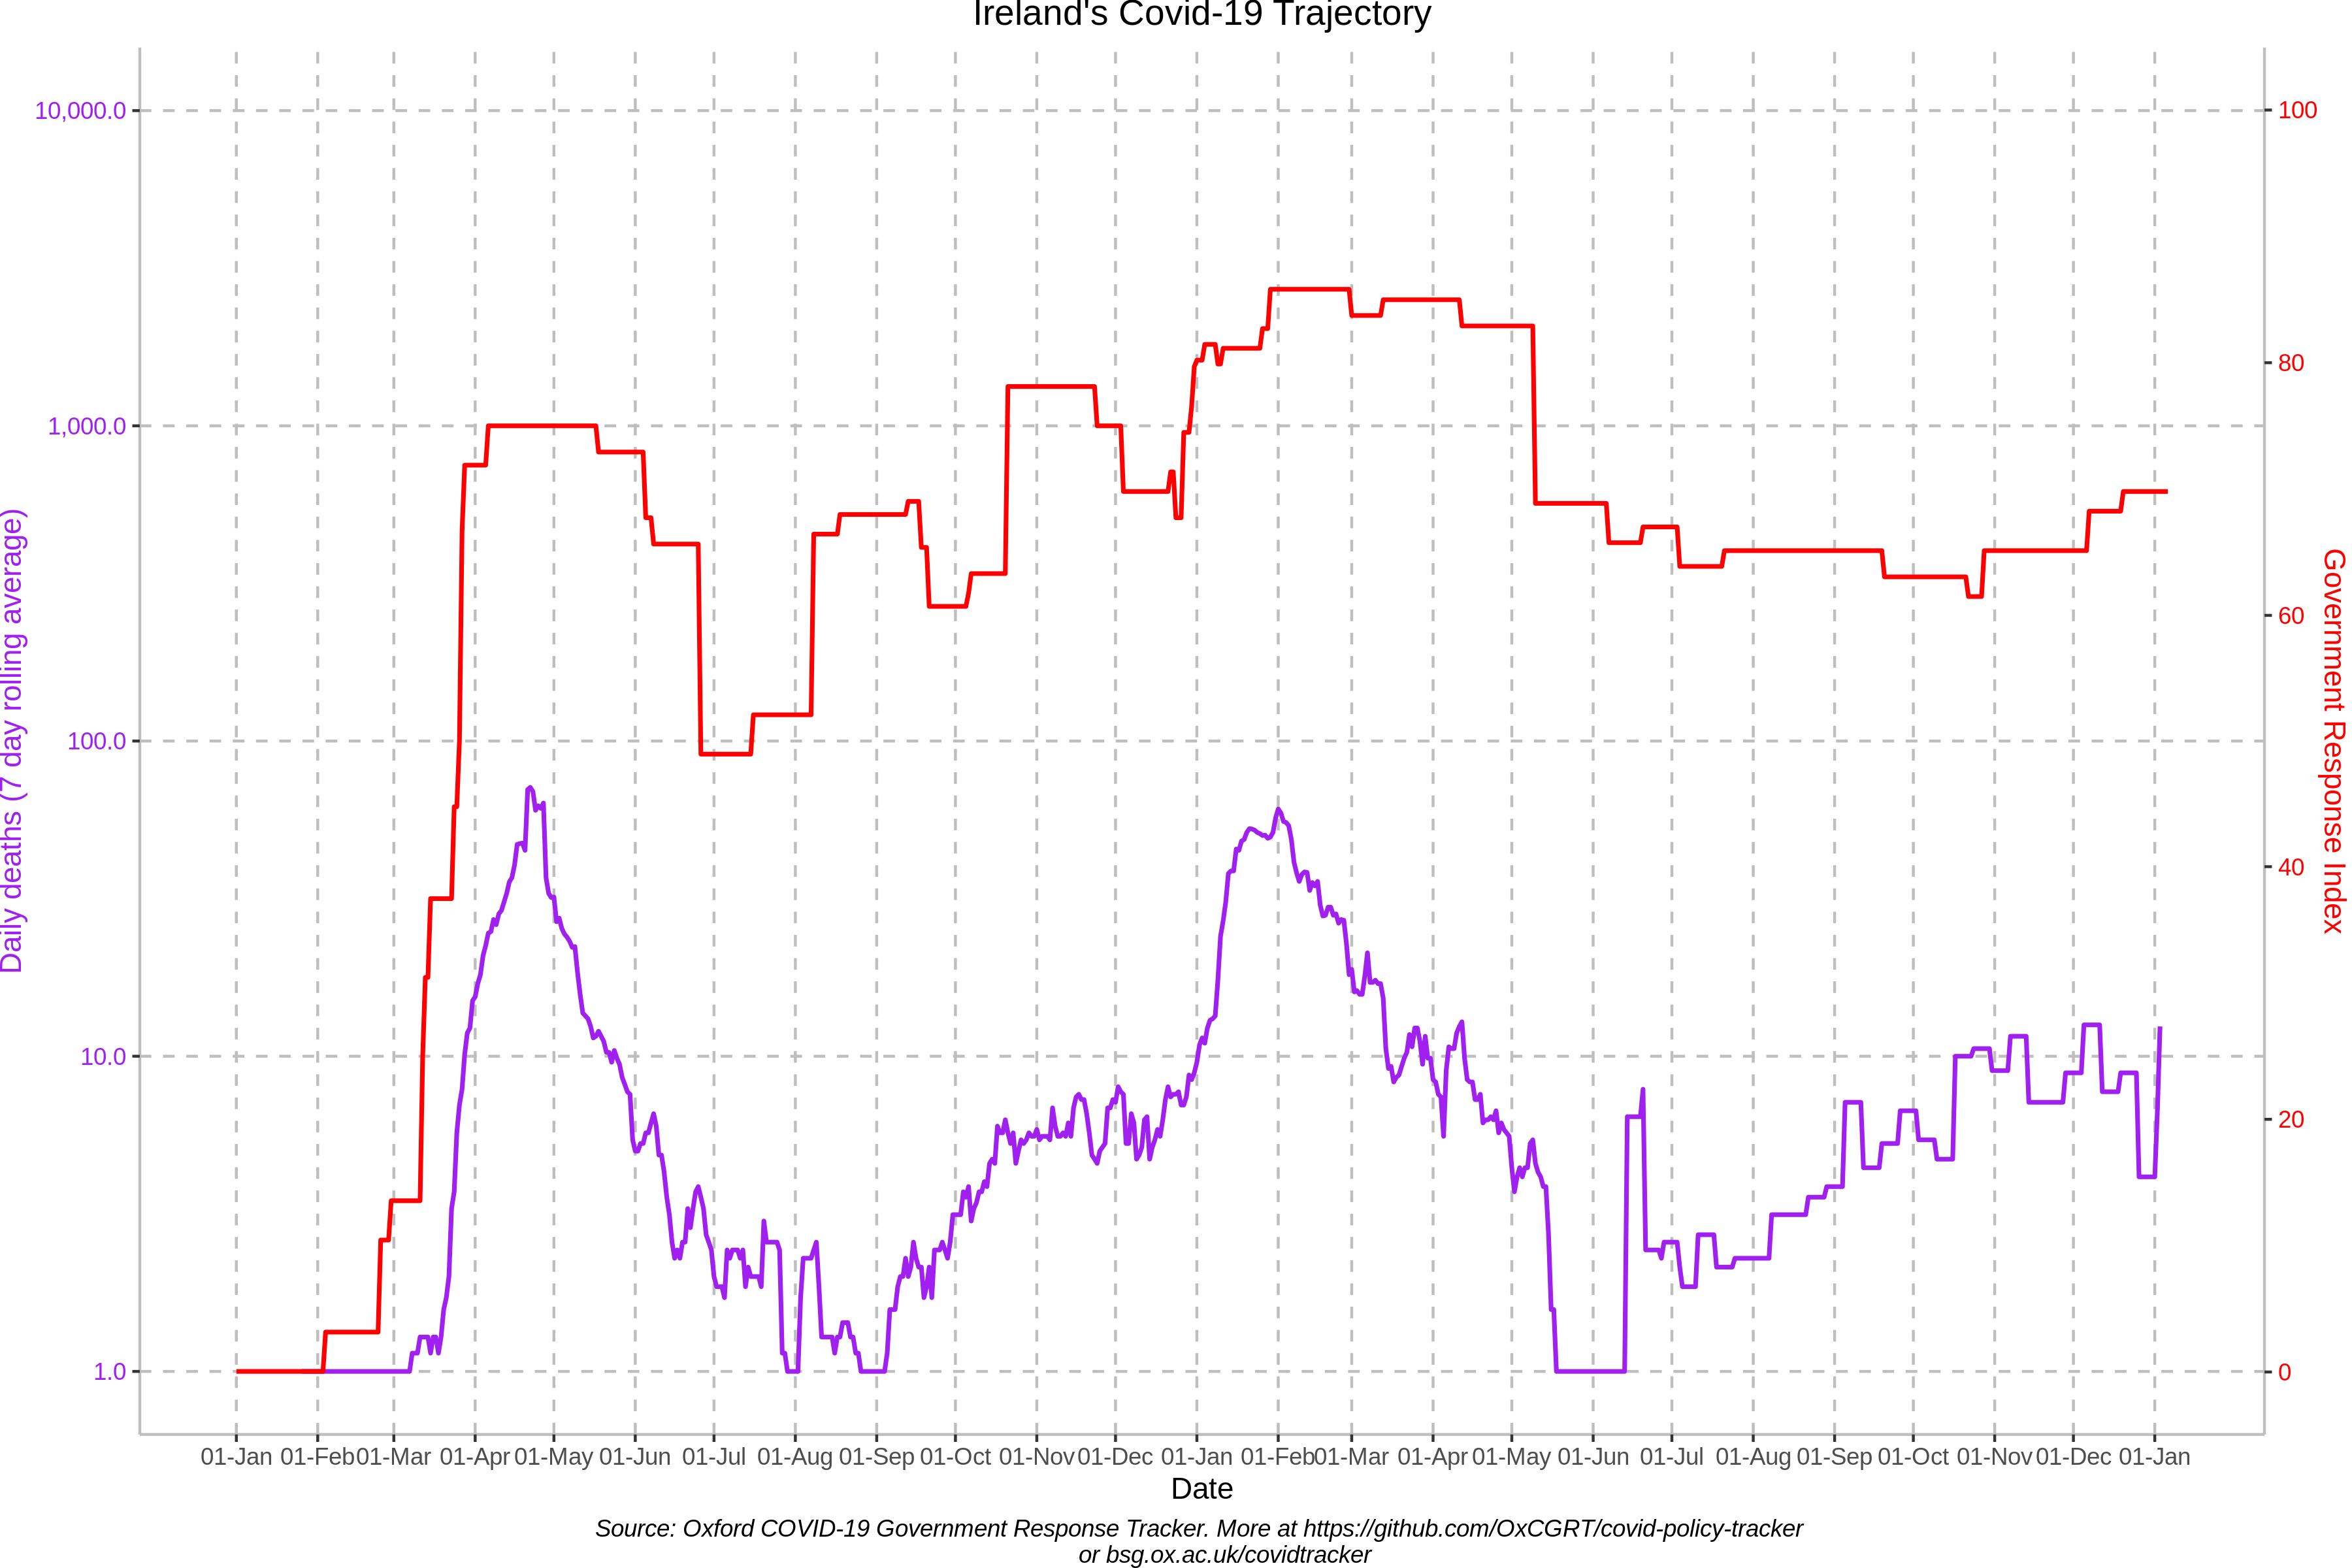 Ireland's Covid-19 Trajectory
10,000.0
1,000.0
100.0
10.0
1.0
Daily deaths (7 day rolling average)
100
80
60
40
20
0
Government Response Index
01-Jan 01-Feb 01-Mar 01-Apr 01-May 01-Jun 01-Jul 01-Aug 01-Sep 01-Oct 01-Nov 01-Dec 01-Jan 01-Feb 01-Mar 01-Apr 01-May 01-Jun 01-Jul 01-Aug 01-Sep 01-Oct 01-Nov 01-Dec 01-Jan
Date
Source: Oxford COVID-19 Government Response Tracker. More at https://github.com/OxCGRT/covid-policy-tracker
or bsg.ox.ac.uk/covidtracker